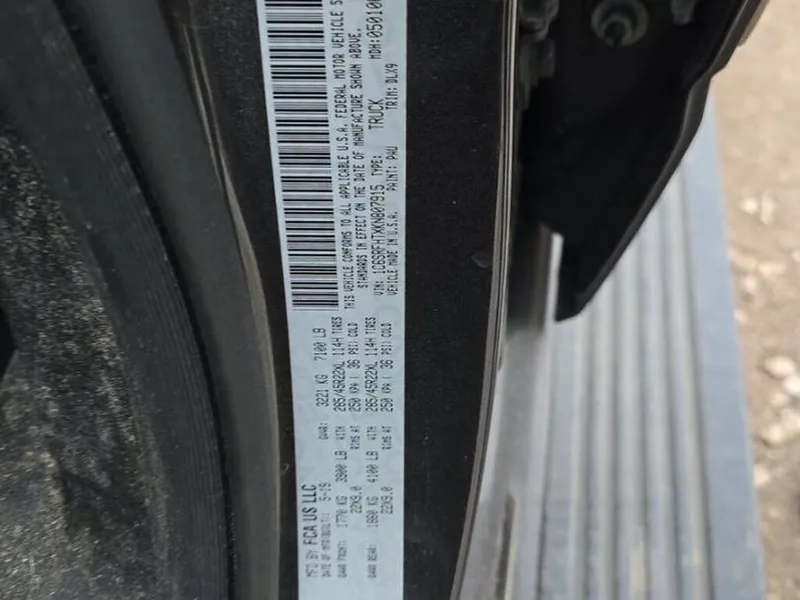 MFD BY FCA US LLC
DATE OF MFR 5-19 GVWR: 3221 KG 7100 LB
GAWR FRONT: 1770 KG 3900 LB WITH 285/45R22XL 114H TIRES
22X9.0 RIMS AT 250 KPA ( 36 PSI) COLD
GAWR REAR: 1860 KG 4100 LB WITH 285/45R22XL 114H TIRES
22X9.0 RIMS AT 250 KPA ( 36 PSI) COLD
THIS VEHICLE CONFORMS TO ALL APPLICABLE U.S.A. FEDERAL MOTOR VEHICLE S
STANDARDS IN EFFECT ON THE DATE OF MANUFACTURE SHOWN ABOVE.
VIN: 1C6SRFHTXKN807915 TYPE: TRUCK MDH:05010
VEHICLE MADE IN U.S.A. PAINT: PAU TRIM: DLX9